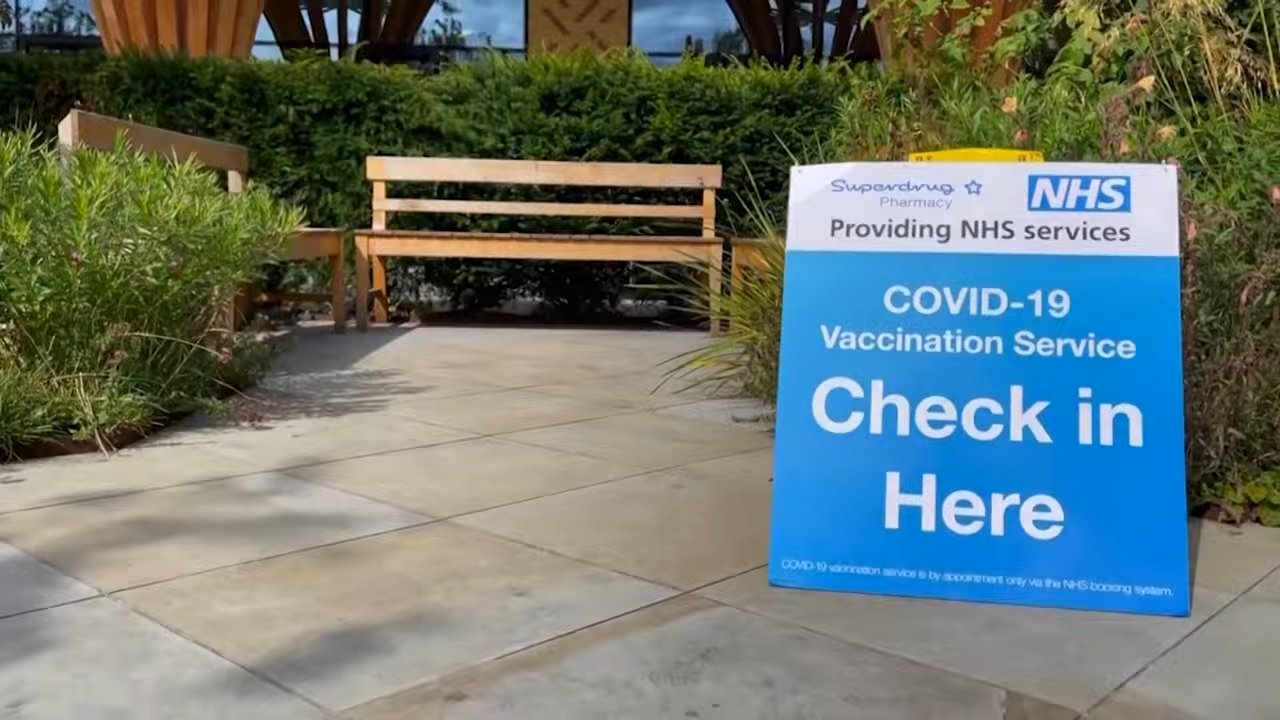 Superdrug
Pharmacy
NHS
Providing NHS services
COVID-19
Vaccination Service
Check in
Here
COVID-19 vaccination service is by appointment only via the NHS booking system.